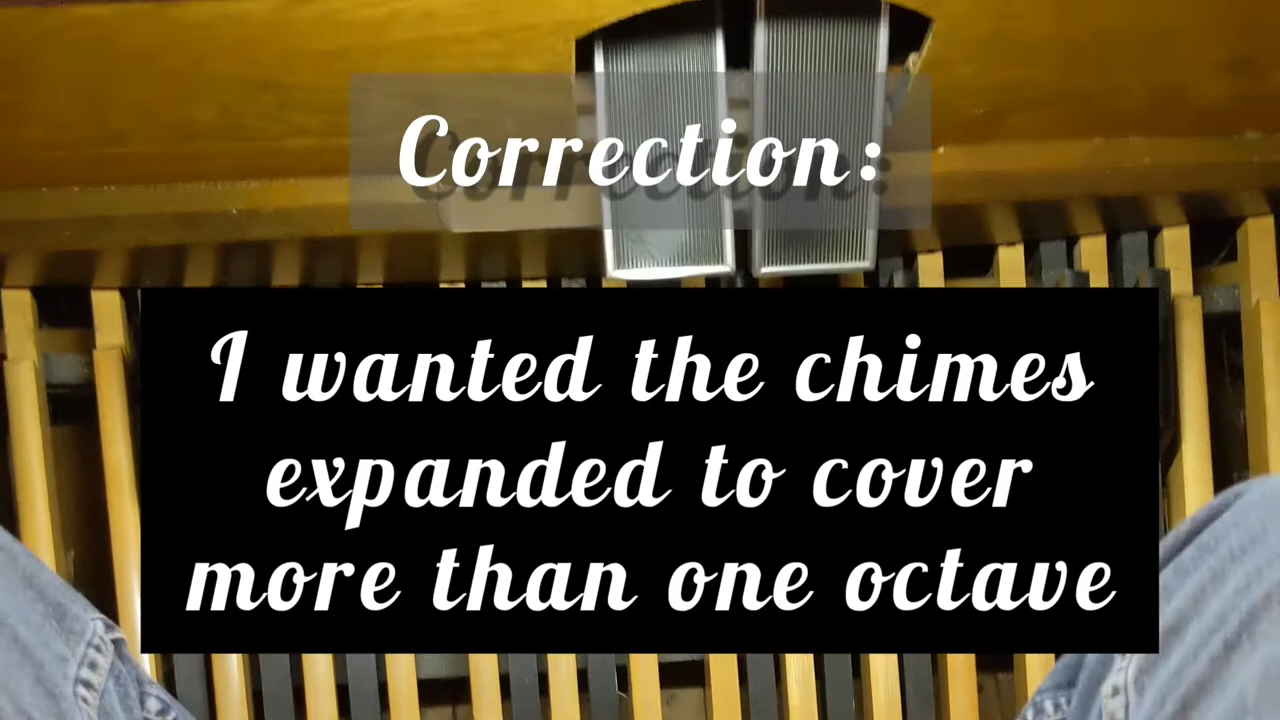 Correction:
I wanted the chimes
expanded to cover
more than one octave